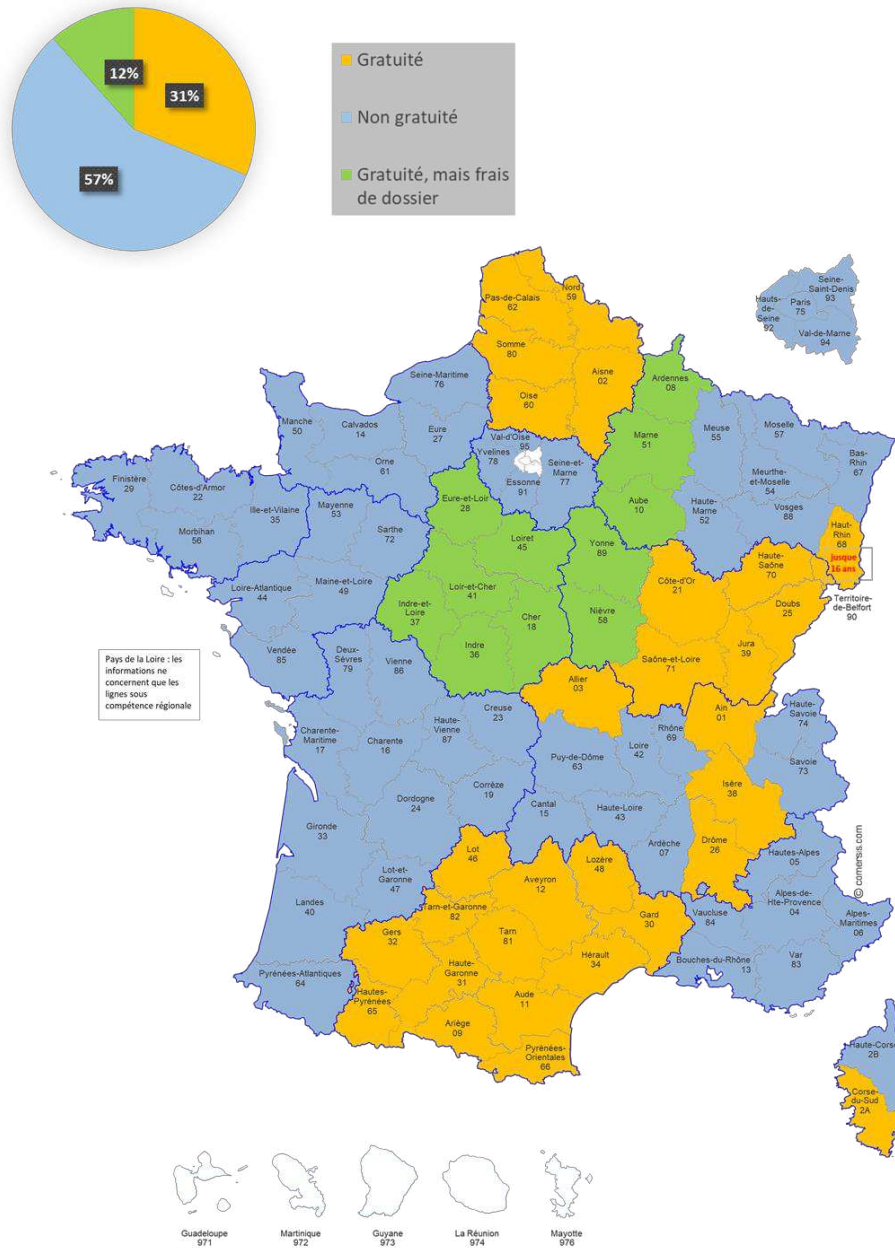 12%
31%
57%
Gratuité
Non gratuité
Gratuité, mais frais
de dossier
Nord
59
Pas-de-Calais
62
Somme
80
Aisne
02
Oise
60
Seine-
Saint-Denis
93
Hauts-
de-
Seine
92
Paris
75
Val-de-Marne
94
Seine-Maritime
76
Ardennes
08
Manche
50
Calvados
14
Eure
27
Orne
61
Val-d'Oise
95
Yvelines
78
Essonne
91
Seine-et-
Marne
77
Marne
51
Aube
10
Meuse
55
Moselle
57
Bas-
Rhin
67
Meurthe-
et-Moselle
54
Haute-
Marne
52
Vosges
88
Haut-
Rhin
68
jusque
16 ans
Finistère
29
Côtes-d'Armor
22
Morbihan
56
Ille-et-Vilaine
35
Mayenne
53
Sarthe
72
Eure-et-Loir
28
Loiret
45
Yonne
89
Côte-d'Or
21
Haute-
Saône
70
Territoire-
de-Belfort
90
Loire-Atlantique
44
Maine-et-Loire
49
Indre-et-
Loire
37
Loir-et-Cher
41
Cher
18
Indre
36
Nièvre
58
Doubs
25
Jura
39
Saône-et-Loire
71
Vendée
85
Pays de la Loire : les
informations ne
concernent que les
lignes sous
compétence régionale
Deux-
Sèvres
79
Vienne
86
Allier
03
Ain
01
Haute-
Savoie
74
Charente-
Maritime
17
Charente
16
Haute-
Vienne
87
Creuse
23
Puy-de-Dôme
63
Loire
42
Rhône
69
Savoie
73
Isère
38
Corrèze
19
Dordogne
24
Cantal
15
Haute-Loire
43
Ardèche
07
Drôme
26
Hautes-Alpes
05
© comersis.com
Gironde
33
Lot-et-
Garonne
47
Lot
46
Aveyron
12
Lozère
48
Landes
40
Tarn-et-Garonne
82
Gers
32
Tarn
81
Gard
30
Hérault
34
Vaucluse
84
Alpes-de-
Hte-Provence
04
Alpes-
Maritimes
06
Bouches-du-Rhône
13
Var
83
Pyrénées-Atlantiques
64
Hautes-
Pyrénées
65
Haute-
Garonne
31
Ariège
09
Aude
11
Pyrénées-
Orientales
66
Haute-Corse
2B
Corse-
du-Sud
2A
Guadeloupe
971
Martinique
972
Guyane
973
La Réunion
974
Mayotte
976